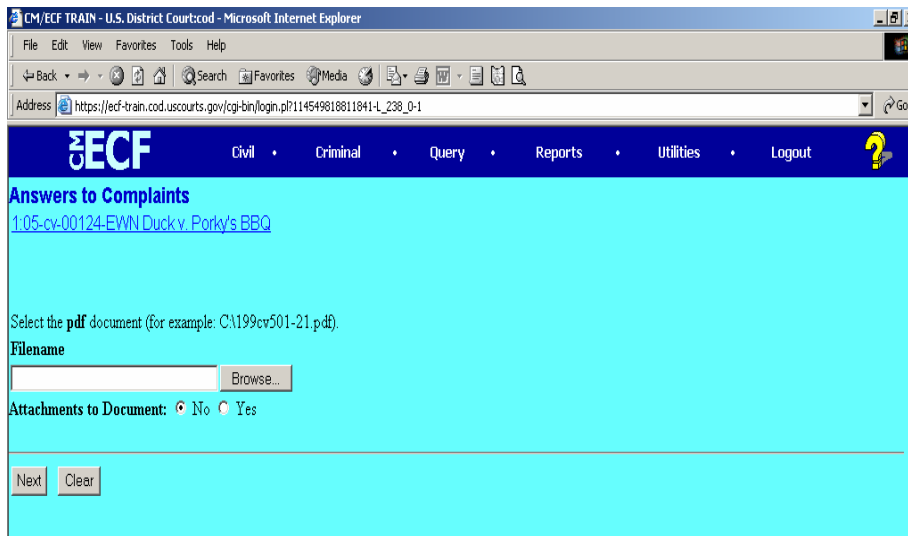 CM/ECF TRAIN - U.S. District Court:cod - Microsoft Internet Explorer
File Edit View Favorites Tools Help
Back Search Favorites Media
Address https://ecf-train.cod.uscourts.gov/cgi-bin/login.pl?114549818811841-L_238_0-1 Go
CM ECF Civil • Criminal • Query • Reports • Utilities • Logout ?
Answers to Complaints
1:05-cv-00124-EWN Duck v. Porky's BBQ
Select the pdf document (for example: C:\199cv501-21.pdf).
Filename
Browse...
Attachments to Document: No Yes
Next Clear